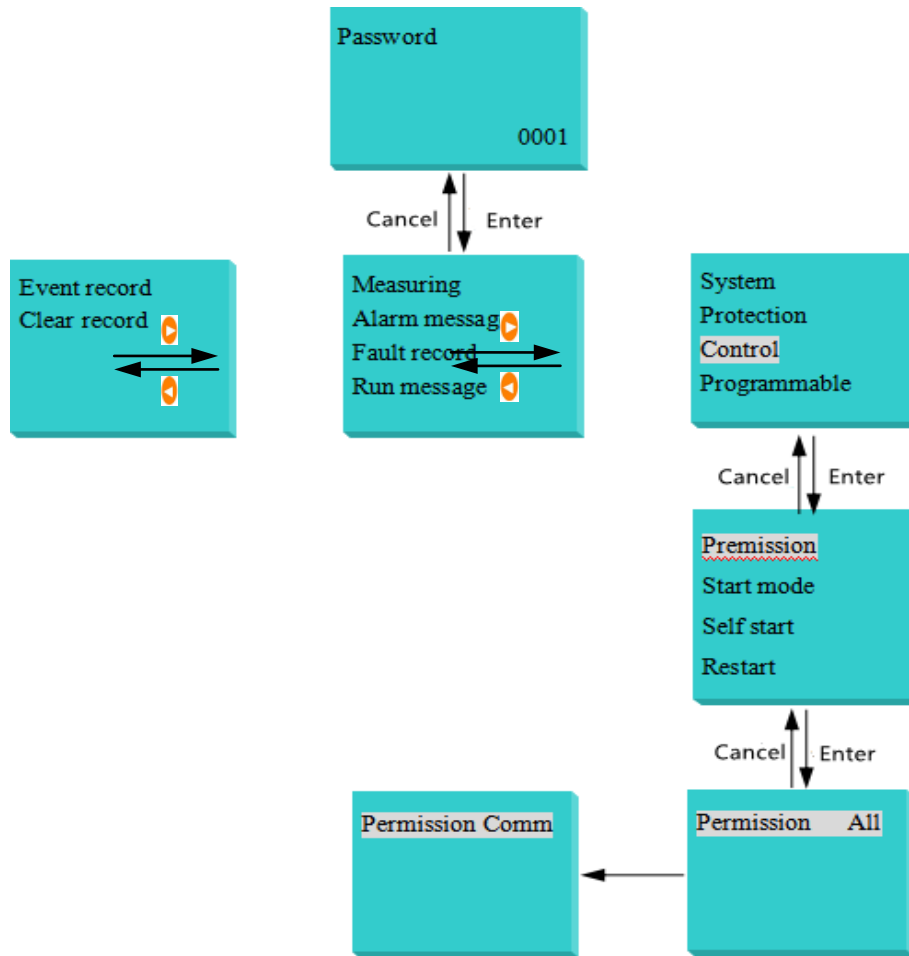 Password
0001
Cancel
Enter
Event record
Clear record
Measuring
Alarm messag
Fault record
Run message
System
Protection
Control
Programmable
Cancel
Enter
Premission
Start mode
Self start
Restart
Cancel
Enter
Permission Comm
Permission All